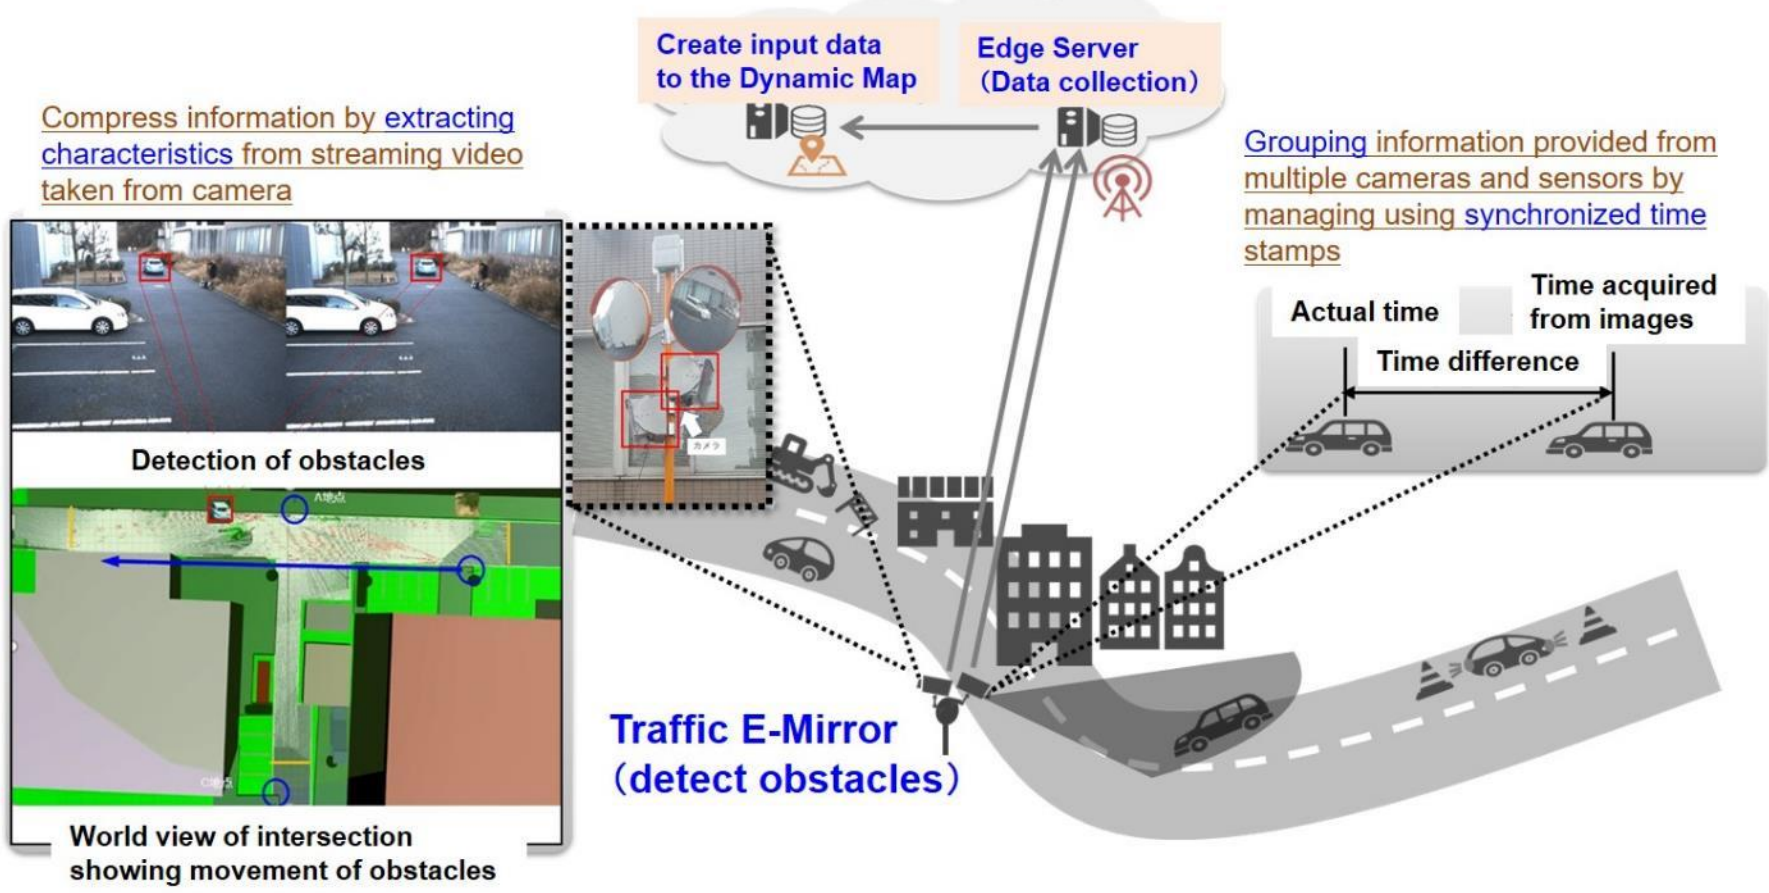 Create input data
to the Dynamic Map
Edge Server
（Data collection）
Compress information by extracting
characteristics from streaming video
taken from camera
Grouping information provided from
multiple cameras and sensors by
managing using synchronized time
stamps
Actual time
Time acquired
from images
Time difference
カメラ
Detection of obstacles
A地点
Traffic E-Mirror
（detect obstacles）
World view of intersection
showing movement of obstacles